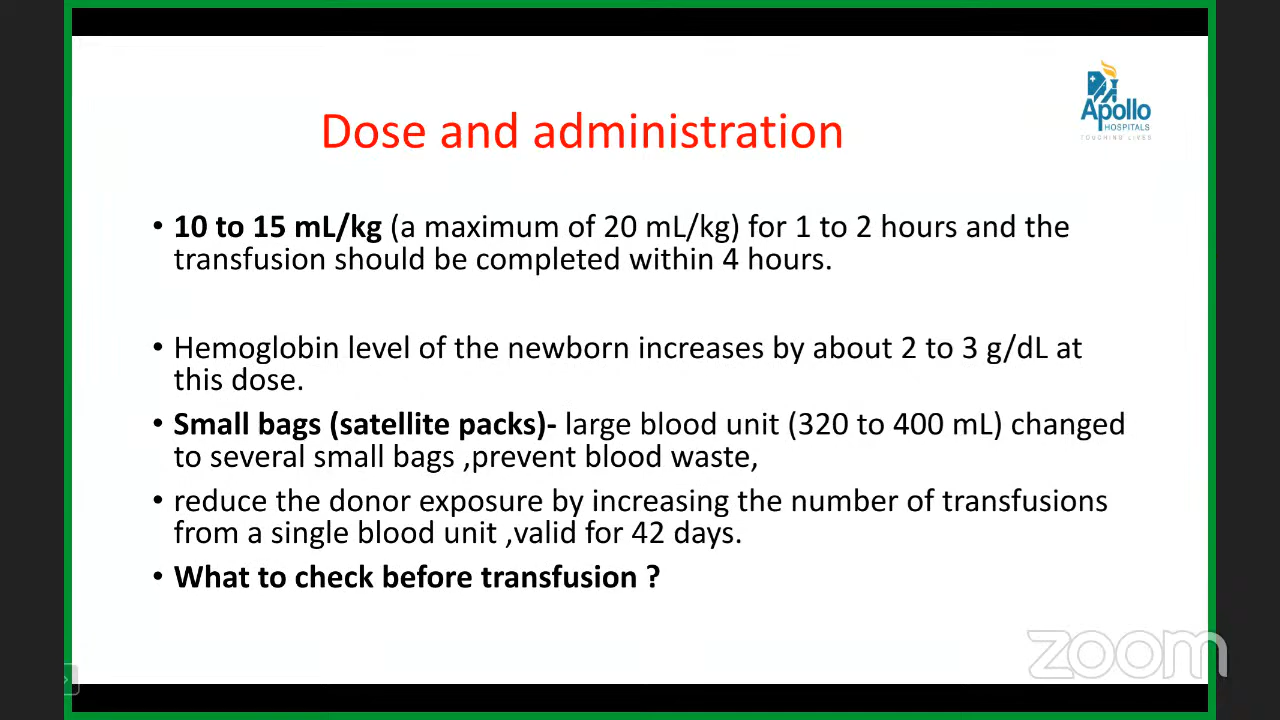 Apollo
HOSPITALS
TOUCHING LIVES
Dose and administration
• 10 to 15 mL/kg (a maximum of 20 mL/kg) for 1 to 2 hours and the
transfusion should be completed within 4 hours.
• Hemoglobin level of the newborn increases by about 2 to 3 g/dL at
this dose.
• Small bags (satellite packs)- large blood unit (320 to 400 mL) changed
to several small bags ,prevent blood waste,
• reduce the donor exposure by increasing the number of transfusions
from a single blood unit ,valid for 42 days.
• What to check before transfusion ?
zoom